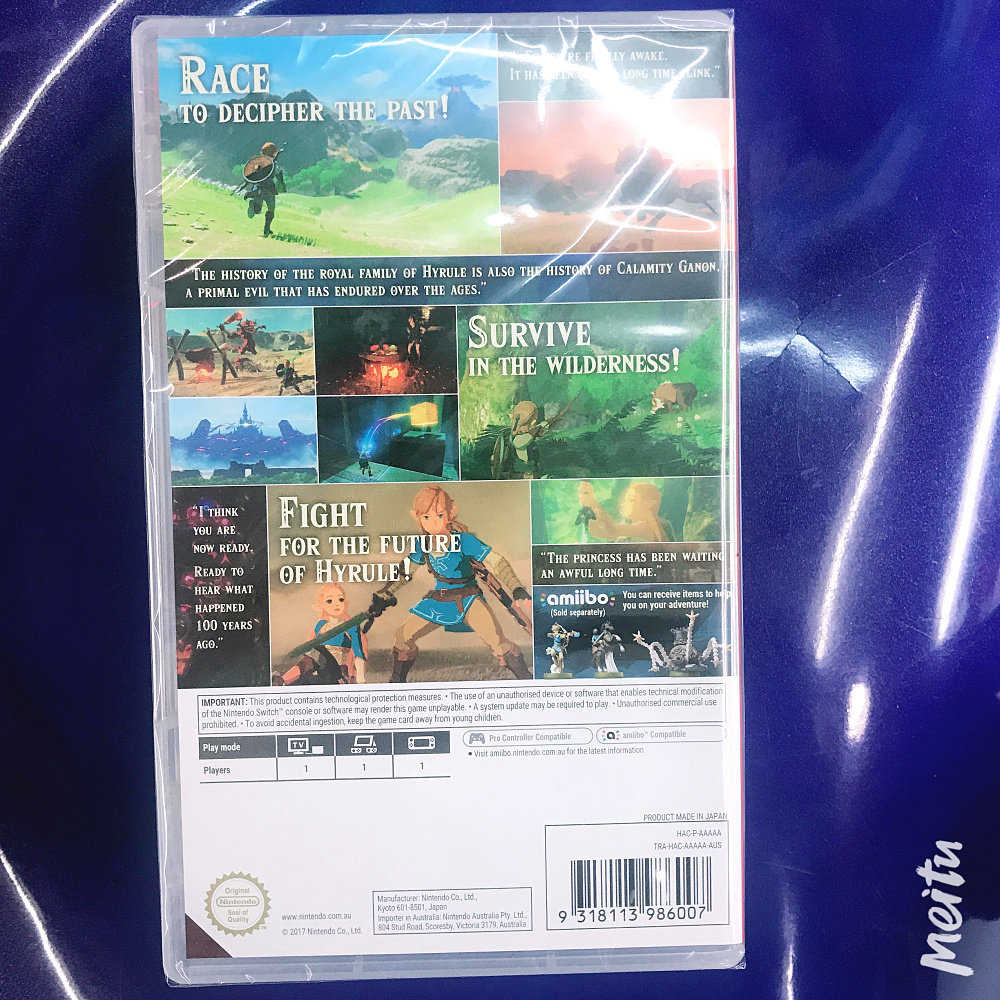 RACE
TO DECIPHER THE PAST!
LLY AWAKE.
IT HAS LONG TIME, LINK."
"THE HISTORY OF THE ROYAL FAMILY OF HYRULE IS ALSO THE HISTORY OF CALAMITY GANON,
A PRIMAL EVIL THAT HAS ENDURED OVER THE AGES."
SURVIVE
IN THE WILDERNESS!
"I THINK
YOU ARE
NOW READY.
READY TO
HEAR WHAT
HAPPENED
100 YEARS
AGO."
FIGHT
FOR THE FUTURE
OF HYRULE!
"THE PRINCESS HAS BEEN WAITING
AN AWFUL LONG TIME."
amiibo
(Sold separately)
You can receive items to help
you on your adventure!
IMPORTANT: This product contains technological protection measures. • The use of an unauthorised device or software that enables technical modification
of the Nintendo Switch™ console or software may render this game unplayable. • A system update may be required to play. • Unauthorised commercial use
prohibited. • To avoid accidental ingestion, keep the game card away from young children.
Play mode TV
Players 1 1 1
Pro Controller Compatible
amiibo™ Compatible
• Visit amiibo.nintendo.com.au for the latest information.
PRODUCT MADE IN JAPAN
HAC-P-AAAAA
TRA-HAC-AAAAA-AUS
9 318113 986007
Original
Nintendo
Seal of
Quality
www.nintendo.com.au
© 2017 Nintendo Co., Ltd.
Manufacturer: Nintendo Co., Ltd.,
Kyoto 601-8501, Japan
Importer in Australia: Nintendo Australia Pty. Ltd.,
804 Stud Road, Scoresby, Victoria 3179, Australia
meitu